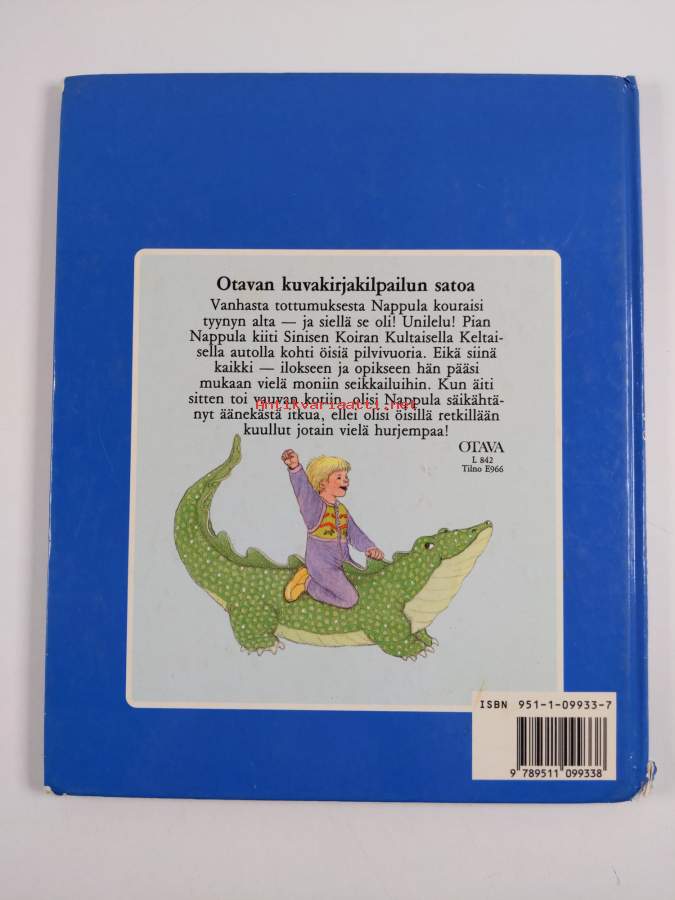 Otavan kuvakirjakilpailun satoa
Vanhasta tottumuksesta Nappula kouraisi
tyynyn alta — ja siellä se oli! Unilelu! Pian
Nappula kiiti Sinisen Koiran Kultaisella Keltai-
sella autolla kohti öisiä pilvivuoria. Eikä siinä
kaikki — ilokseen ja opikseen hän pääsi
mukaan vielä moniin seikkailuihin. Kun äiti
sitten toi vauvan koriin, olisi Nappula säikähtä-
Antikvariaatti.net
nyt äänekästä itkua, ellei olisi öisillä retkillään
kuullut jotain vielä hurjempaa!
OTAVA
L 842
Tilno E966
ISBN 951-1-09933-7
9 789511 099338